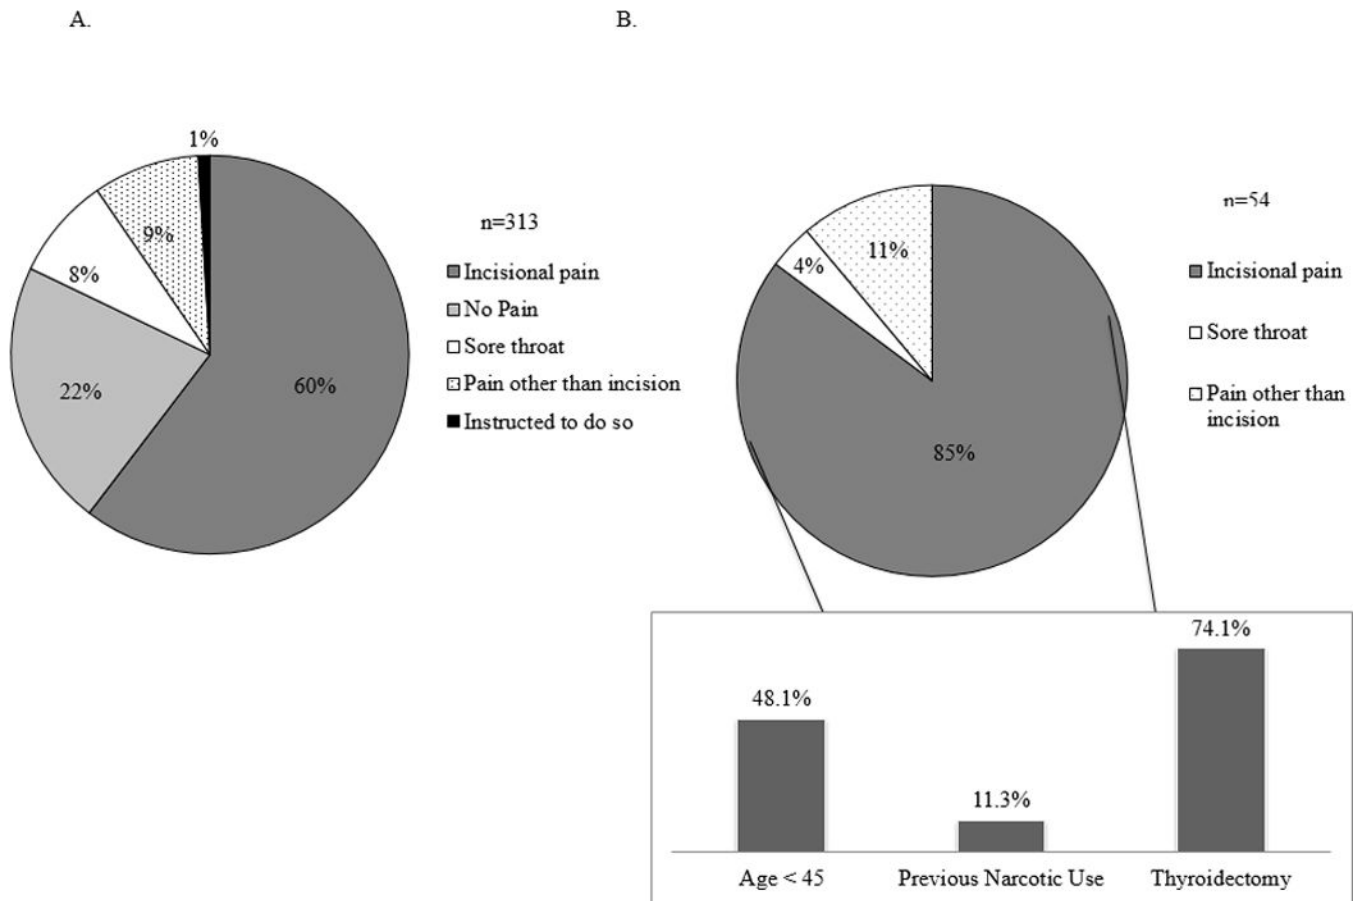 A.
B.
1%
9%
8%
22%
60%
n=313
Incisional pain
No Pain
Sore throat
Pain other than incision
Instructed to do so
11%
4%
85%
n=54
Incisional pain
Sore throat
Pain other than
incision
48.1%
11.3%
74.1%
Age < 45
Previous Narcotic Use
Thyroidectomy